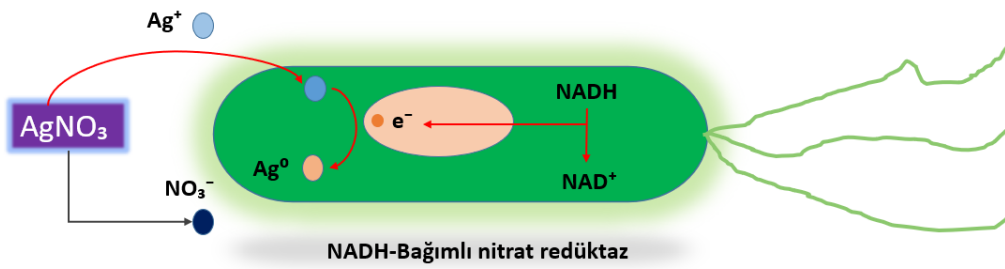 Ag⁺
AgNO₃
NADH
e⁻
Ag⁰
NAD⁺
NO₃⁻
NADH-Bağımlı nitrat redüktaz